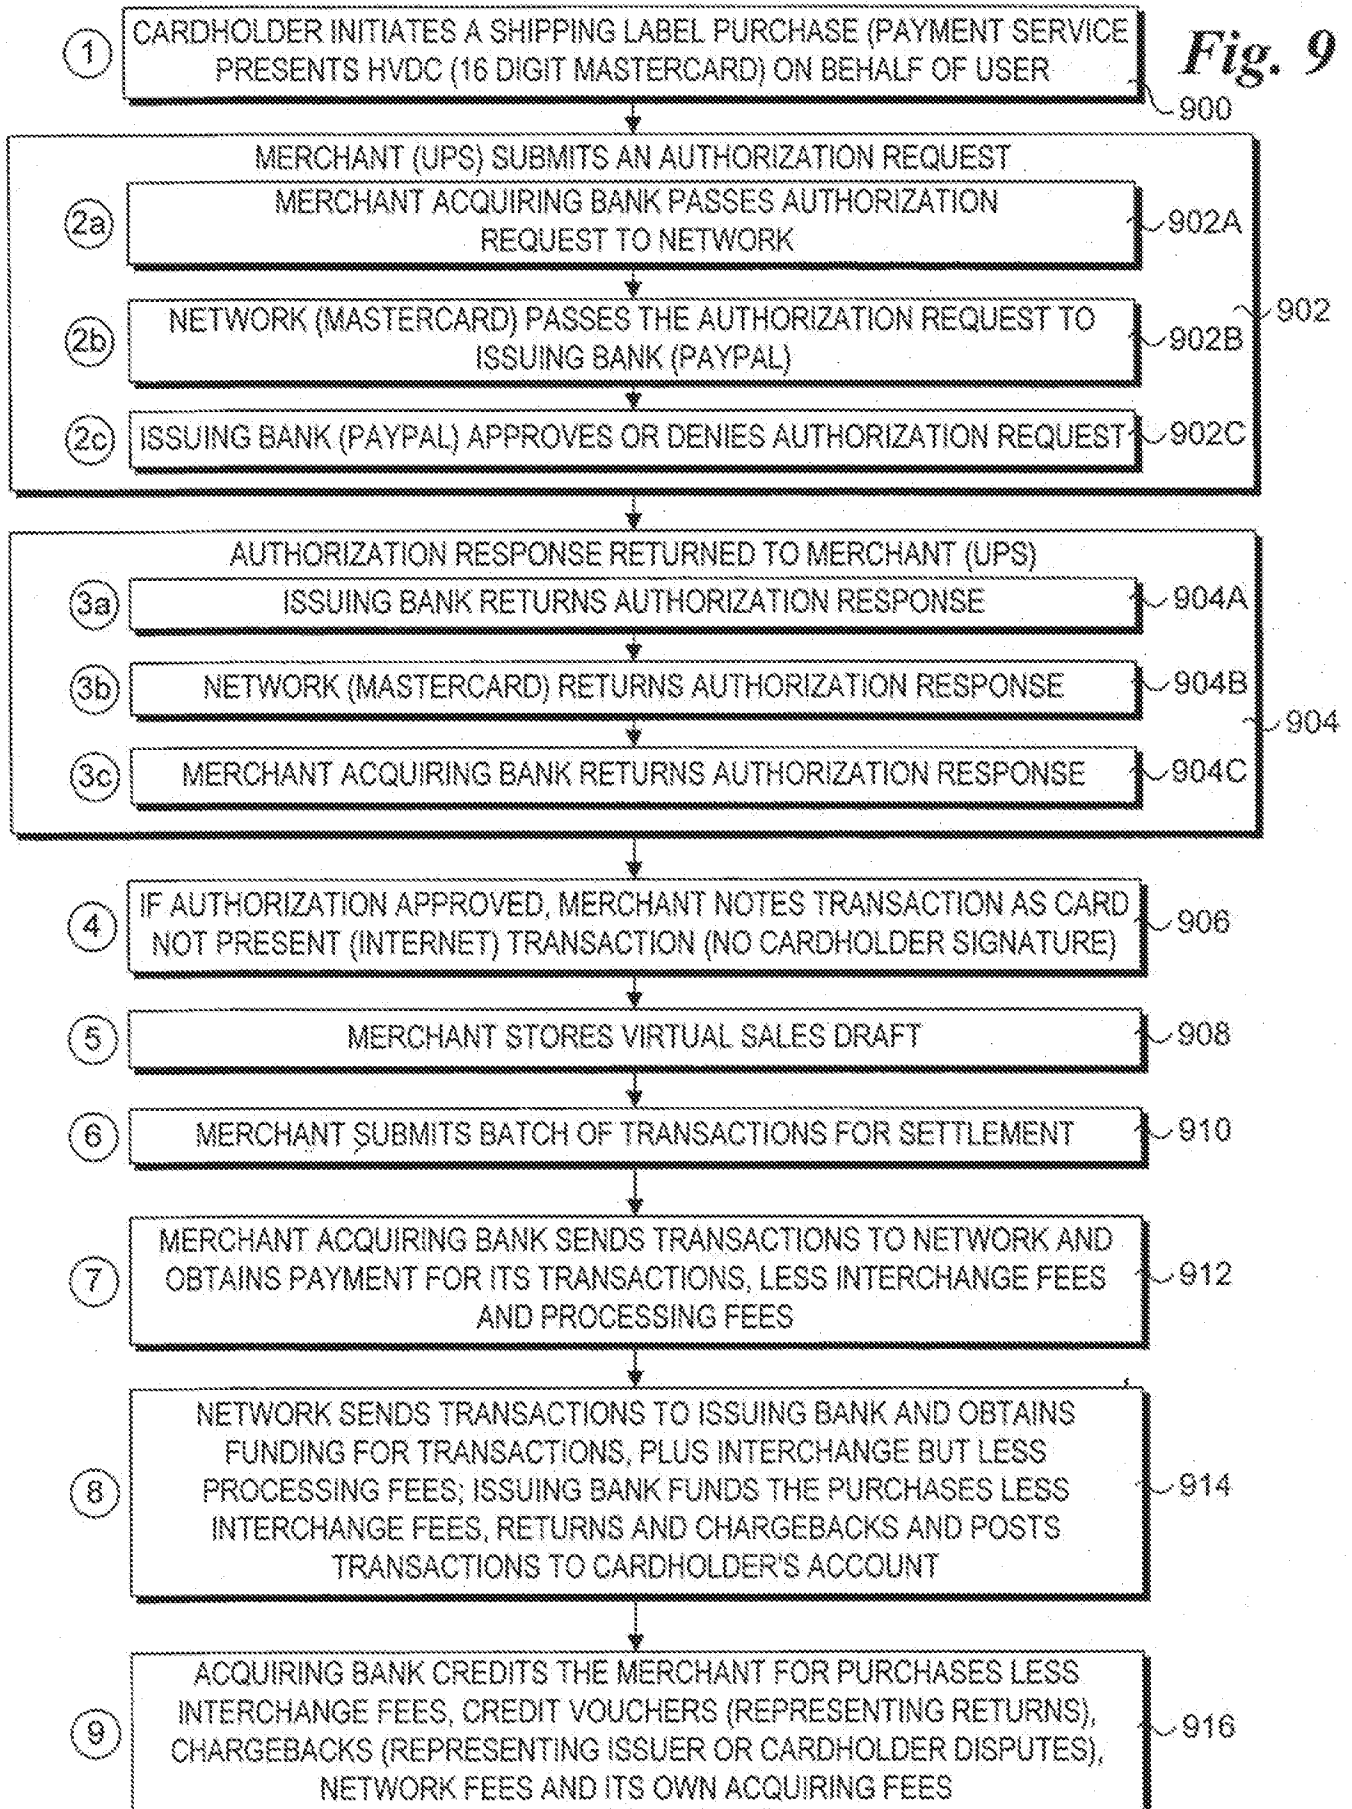 Fig. 9
1
CARDHOLDER INITIATES A SHIPPING LABEL PURCHASE (PAYMENT SERVICE
PRESENTS HVDC (16 DIGIT MASTERCARD) ON BEHALF OF USER
900
MERCHANT (UPS) SUBMITS AN AUTHORIZATION REQUEST
2a
MERCHANT ACQUIRING BANK PASSES AUTHORIZATION
REQUEST TO NETWORK
902A
902
2b
NETWORK (MASTERCARD) PASSES THE AUTHORIZATION REQUEST TO
ISSUING BANK (PAYPAL)
902B
2c
ISSUING BANK (PAYPAL) APPROVES OR DENIES AUTHORIZATION REQUEST
902C
AUTHORIZATION RESPONSE RETURNED TO MERCHANT (UPS)
3a
ISSUING BANK RETURNS AUTHORIZATION RESPONSE
904A
3b
NETWORK (MASTERCARD) RETURNS AUTHORIZATION RESPONSE
904B
904
3c
MERCHANT ACQUIRING BANK RETURNS AUTHORIZATION RESPONSE
904C
4
IF AUTHORIZATION APPROVED, MERCHANT NOTES TRANSACTION AS CARD
NOT PRESENT (INTERNET) TRANSACTION (NO CARDHOLDER SIGNATURE)
906
5
MERCHANT STORES VIRTUAL SALES DRAFT
908
6
MERCHANT SUBMITS BATCH OF TRANSACTIONS FOR SETTLEMENT
910
7
MERCHANT ACQUIRING BANK SENDS TRANSACTIONS TO NETWORK AND
OBTAINS PAYMENT FOR ITS TRANSACTIONS, LESS INTERCHANGE FEES
AND PROCESSING FEES
912
8
NETWORK SENDS TRANSACTIONS TO ISSUING BANK AND OBTAINS
FUNDING FOR TRANSACTIONS, PLUS INTERCHANGE BUT LESS
PROCESSING FEES; ISSUING BANK FUNDS THE PURCHASES LESS
INTERCHANGE FEES, RETURNS AND CHARGEBACKS AND POSTS
TRANSACTIONS TO CARDHOLDER'S ACCOUNT
914
9
ACQUIRING BANK CREDITS THE MERCHANT FOR PURCHASES LESS
INTERCHANGE FEES, CREDIT VOUCHERS (REPRESENTING RETURNS),
CHARGEBACKS (REPRESENTING ISSUER OR CARDHOLDER DISPUTES),
NETWORK FEES AND ITS OWN ACQUIRING FEES
916